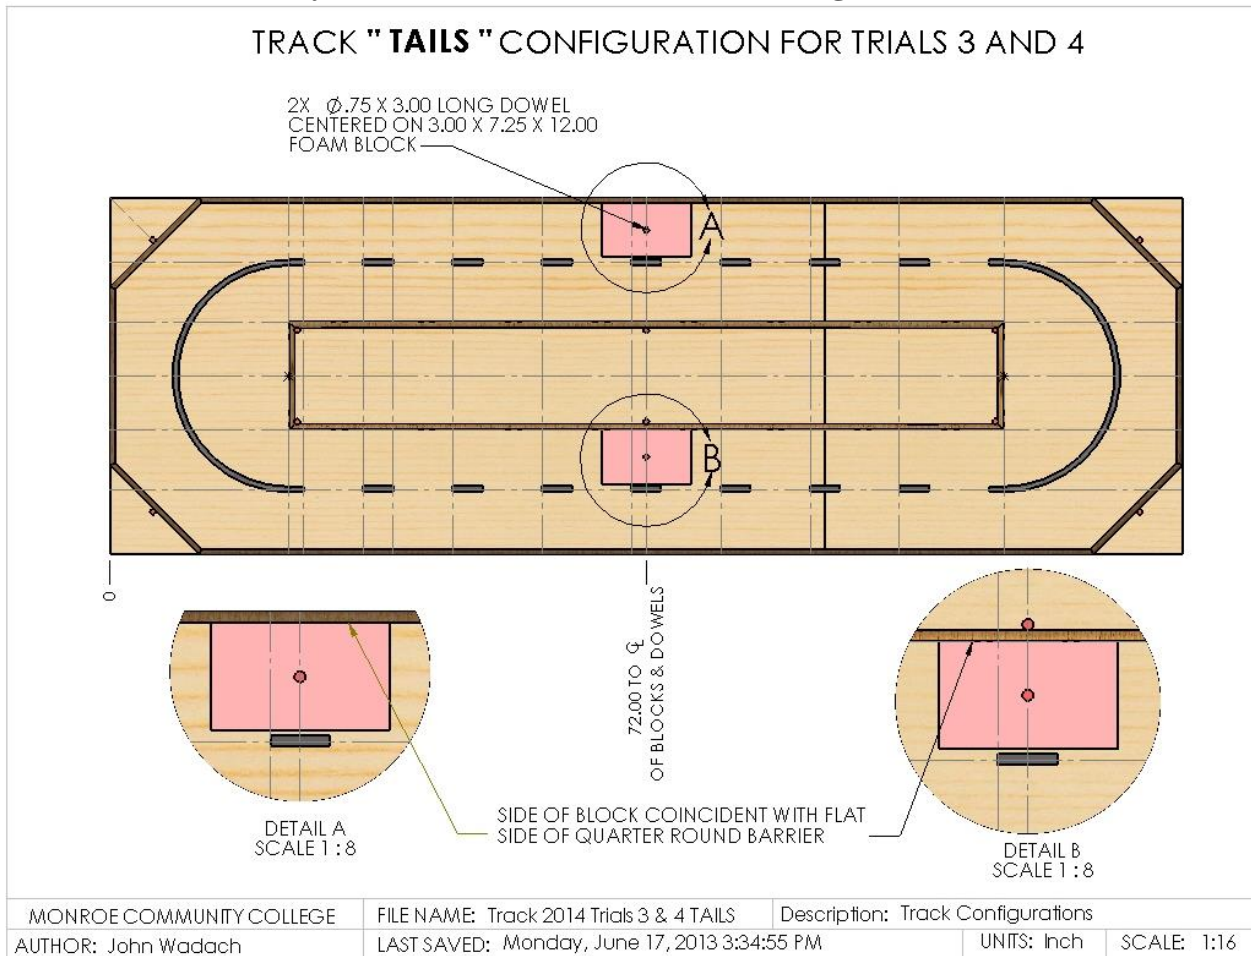 TRACK "TAILS" CONFIGURATION FOR TRIALS 3 AND 4
2X Ø.75 X 3.00 LONG DOWEL
CENTERED ON 3.00 X 7.25 X 12.00
FOAM BLOCK
A
B
0
72.00 TO ℄
OF BLOCKS & DOWELS
DETAIL A
SCALE 1 : 8
SIDE OF BLOCK COINCIDENT WITH FLAT
SIDE OF QUARTER ROUND BARRIER
DETAIL B
SCALE 1 : 8
MONROE COMMUNITY COLLEGE
FILE NAME: Track 2014 Trials 3 & 4 TAILS
Description: Track Configurations
AUTHOR: John Wadach
LAST SAVED: Monday, June 17, 2013 3:34:55 PM
UNITS: Inch
SCALE: 1:16